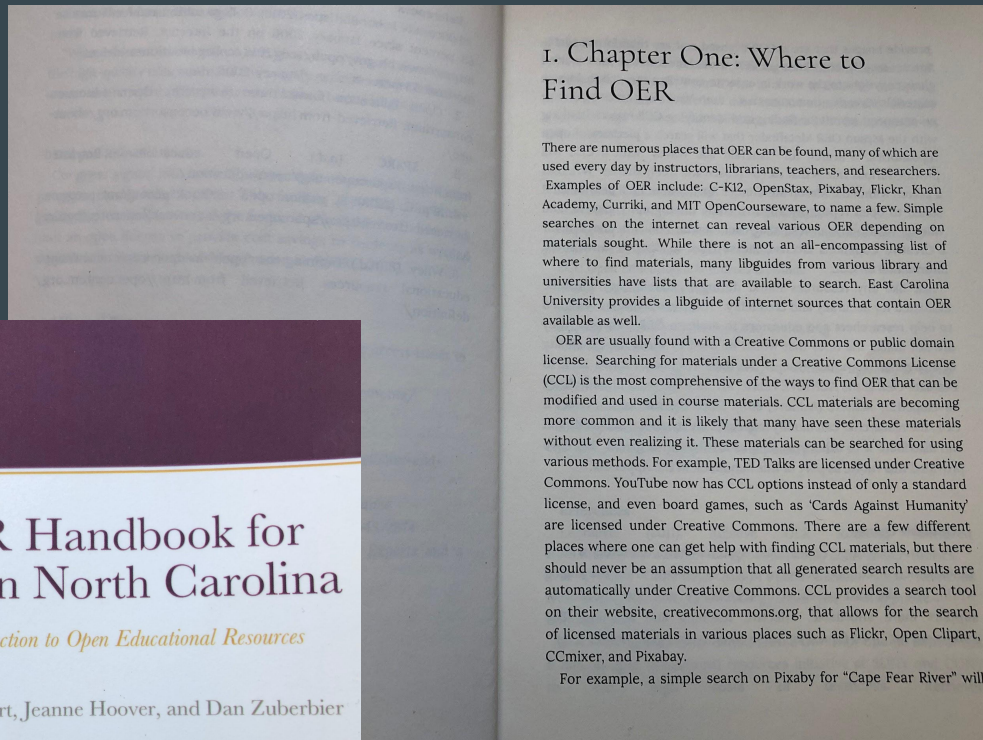 1. Chapter One: Where to
Find OER
There are numerous places that OER can be found, many of which are
used every day by instructors, librarians, teachers, and researchers.
Examples of OER include: C-K12, OpenStax, Pixabay, Flickr, Khan
Academy, Curriki, and MIT OpenCourseware, to name a few. Simple
searches on the internet can reveal various OER depending on
materials sought. While there is not an all-encompassing list of
where to find materials, many libguides from various library and
universities have lists that are available to search. East Carolina
University provides a libguide of internet sources that contain OER
available as well.
OER are usually found with a Creative Commons or public domain
license. Searching for materials under a Creative Commons License
(CCL) is the most comprehensive of the ways to find OER that can be
modified and used in course materials. CCL materials are becoming
more common and it is likely that many have seen these materials
without even realizing it. These materials can be searched for using
various methods. For example, TED Talks are licensed under Creative
Commons. YouTube now has CCL options instead of only a standard
license, and even board games, such as ‘Cards Against Humanity’
are licensed under Creative Commons. There are a few different
places where one can get help with finding CCL materials, but there
should never be an assumption that all generated search results are
automatically under Creative Commons. CCL provides a search tool
on their website, creativecommons.org, that allows for the search
of licensed materials in various places such as Flickr, Open Clipart,
CCmixer, and Pixabay.
For example, a simple search on Pixaby for “Cape Fear River” will
R Handbook for
n North Carolina
ction to Open Educational Resources
rt, Jeanne Hoover, and Dan Zuberbier